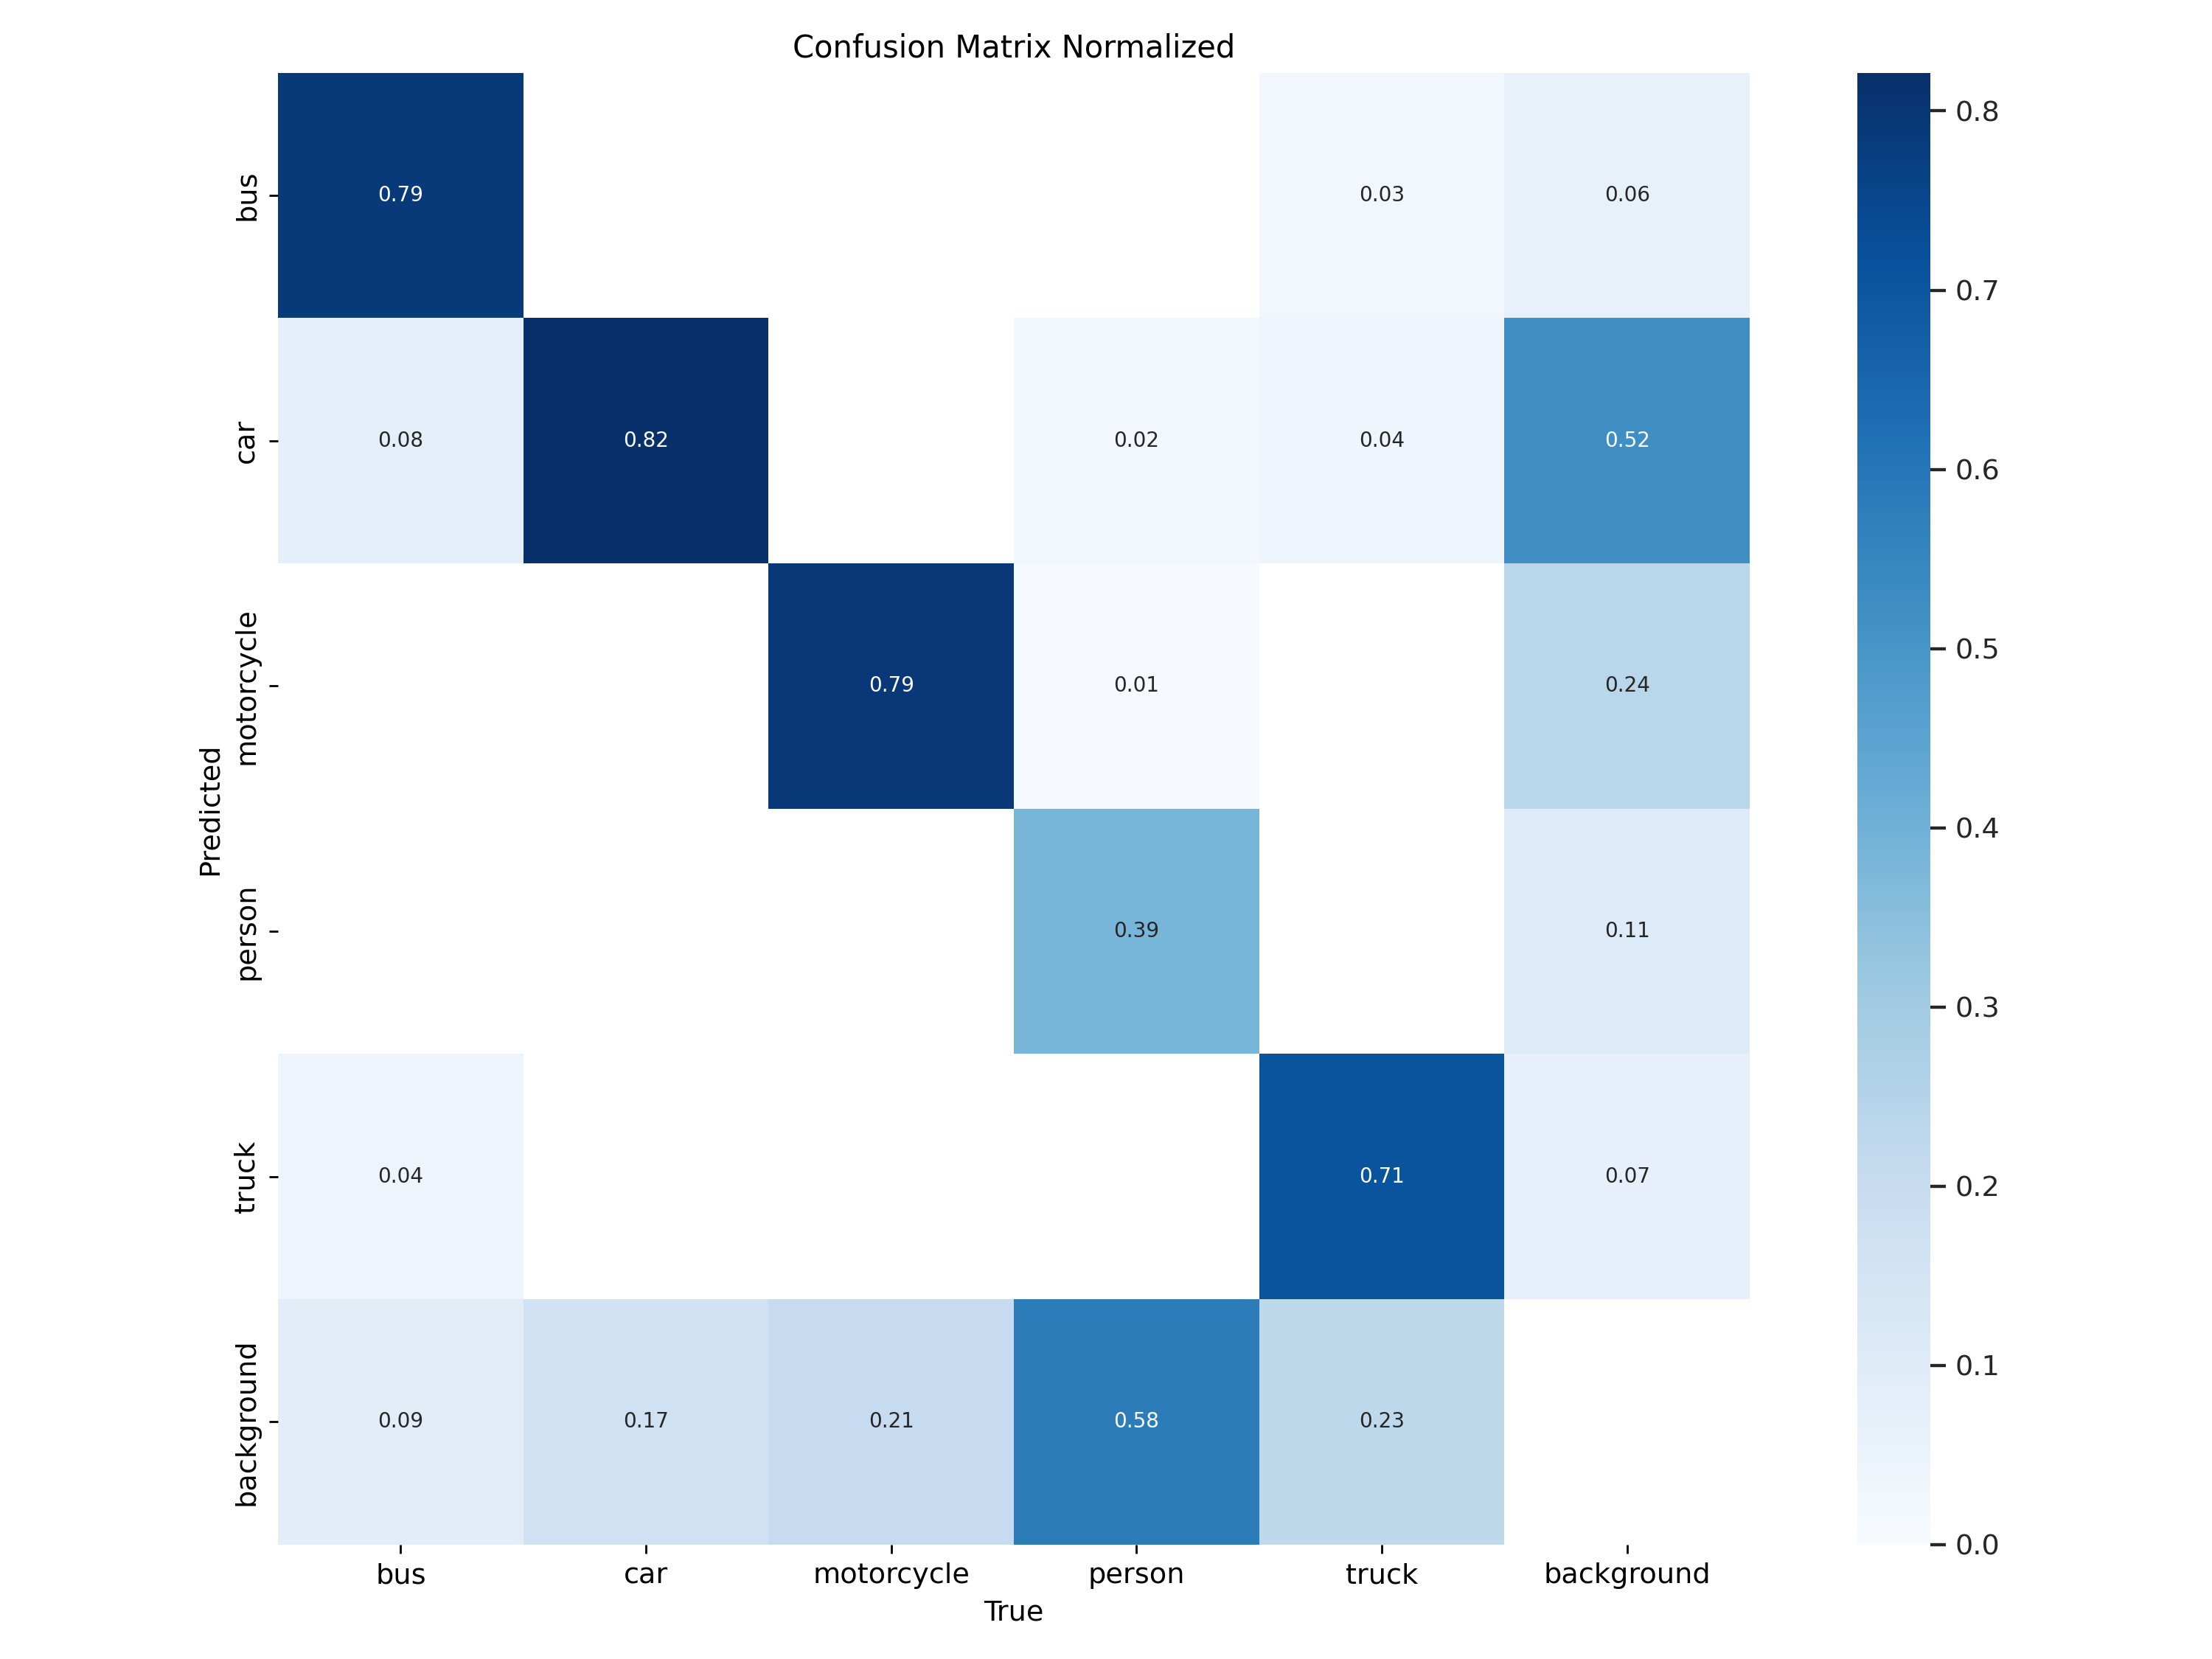 Confusion Matrix Normalized
bus 0.79 0.03 0.06
car 0.08 0.82 0.02 0.04 0.52
motorcycle 0.79 0.01 0.24
person 0.39 0.11
truck 0.04 0.71 0.07
background 0.09 0.17 0.21 0.58 0.23
Predicted
bus car motorcycle person truck background
True
0.8
0.7
0.6
0.5
0.4
0.3
0.2
0.1
0.0